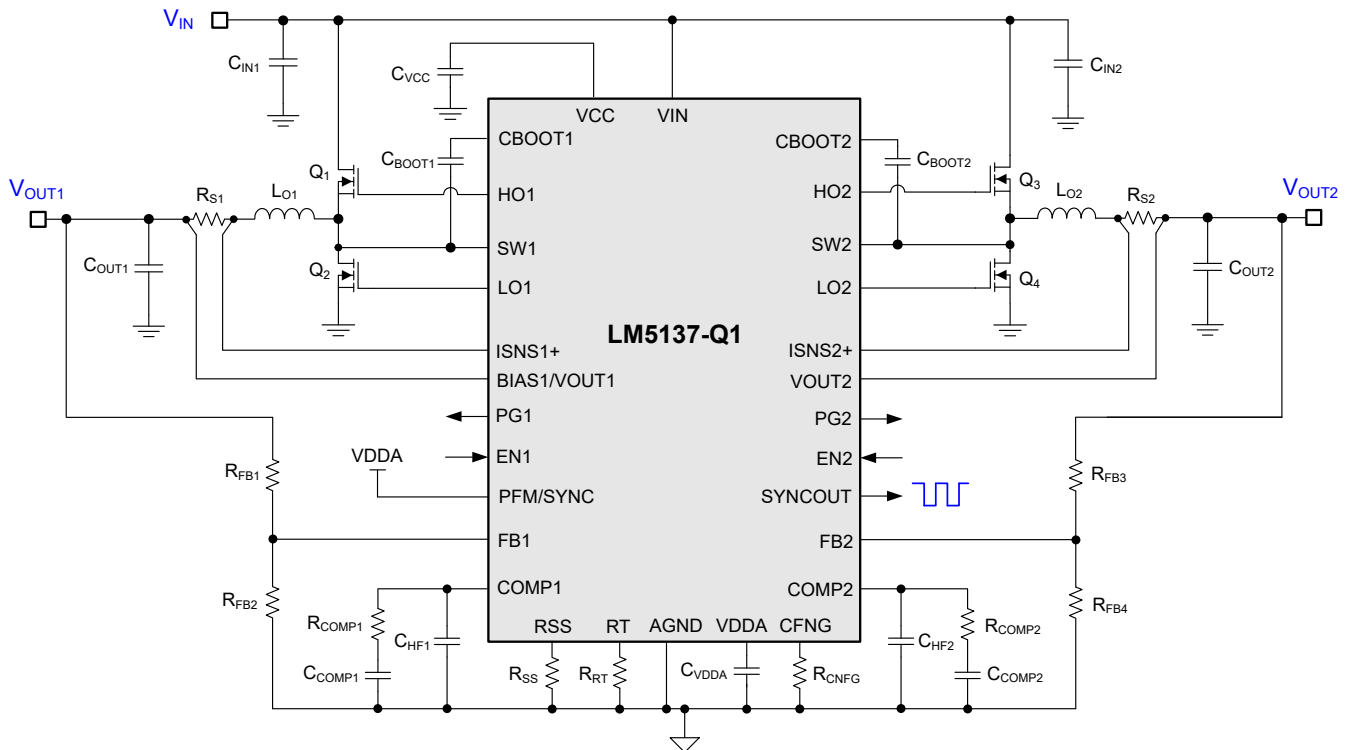 VIN
CIN1
CVCC
CIN2
VCC
VIN
CBOOT1
CBOOT1
CBOOT2
CBOOT2
Q1
HO1
HO2
Q3
VOUT1
RS1
LO1
LO2
RS2
VOUT2
SW1
SW2
COUT1
Q2
LO1
LO2
Q4
COUT2
LM5137-Q1
ISNS1+
ISNS2+
BIAS1/VOUT1
VOUT2
PG1
PG2
VDDA
EN1
EN2
RFB1
RFB3
PFM/SYNC
SYNCOUT
FB1
FB2
COMP1
COMP2
RFB2
RFB4
RCOMP1
CHF1
RSS
RT
AGND
VDDA
CFNG
CHF2
RCOMP2
CCOMP1
RSS
RRT
CVDDA
RCNFG
CCOMP2